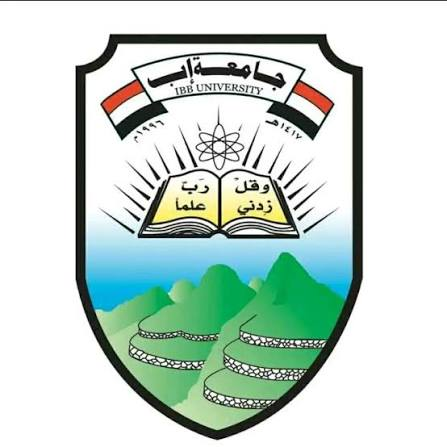 جامعة إب
IBB UNIVERSITY
١٤١٧هـ
١٩٩٦م
وقل رب
زدني علماً